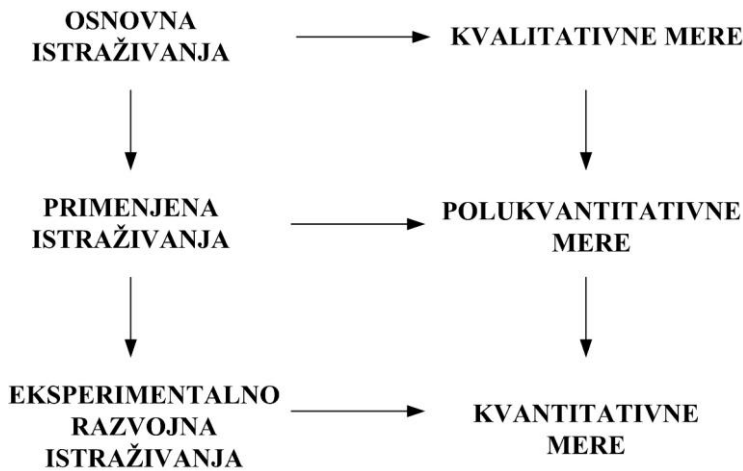 OSNOVNA
ISTRAŽIVANJA
KVALITATIVNE MERE
PRIMENJENA
ISTRAŽIVANJA
POLUKVANTITATIVNE
MERE
EKSPERIMENTALNO
RAZVOJNA
ISTRAŽIVANJA
KVANTITATIVNE
MERE